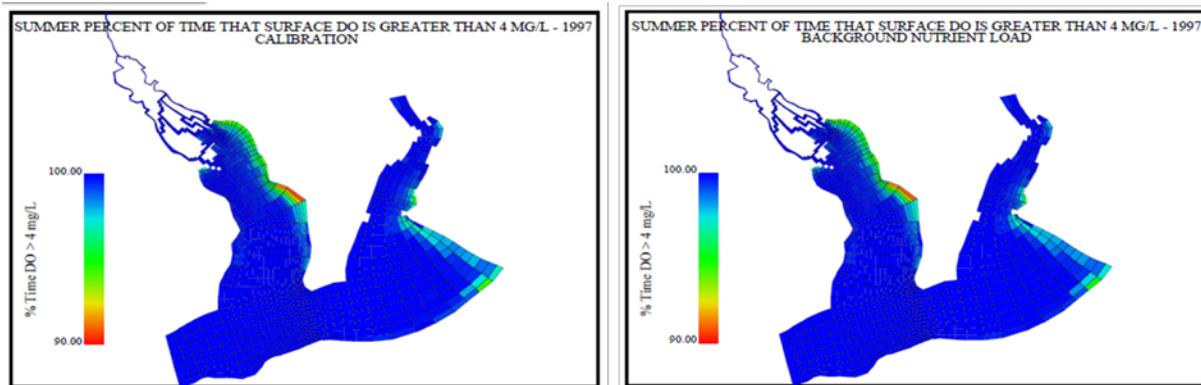 SUMMER PERCENT OF TIME THAT SURFACE DO IS GREATER THAN 4 MG/L - 1997
CALIBRATION
100.00
% Time DO > 4 mg/L
90.00
SUMMER PERCENT OF TIME THAT SURFACE DO IS GREATER THAN 4 MG/L - 1997
BACKGROUND NUTRIENT LOAD
100.00
% Time DO > 4 mg/L
90.00